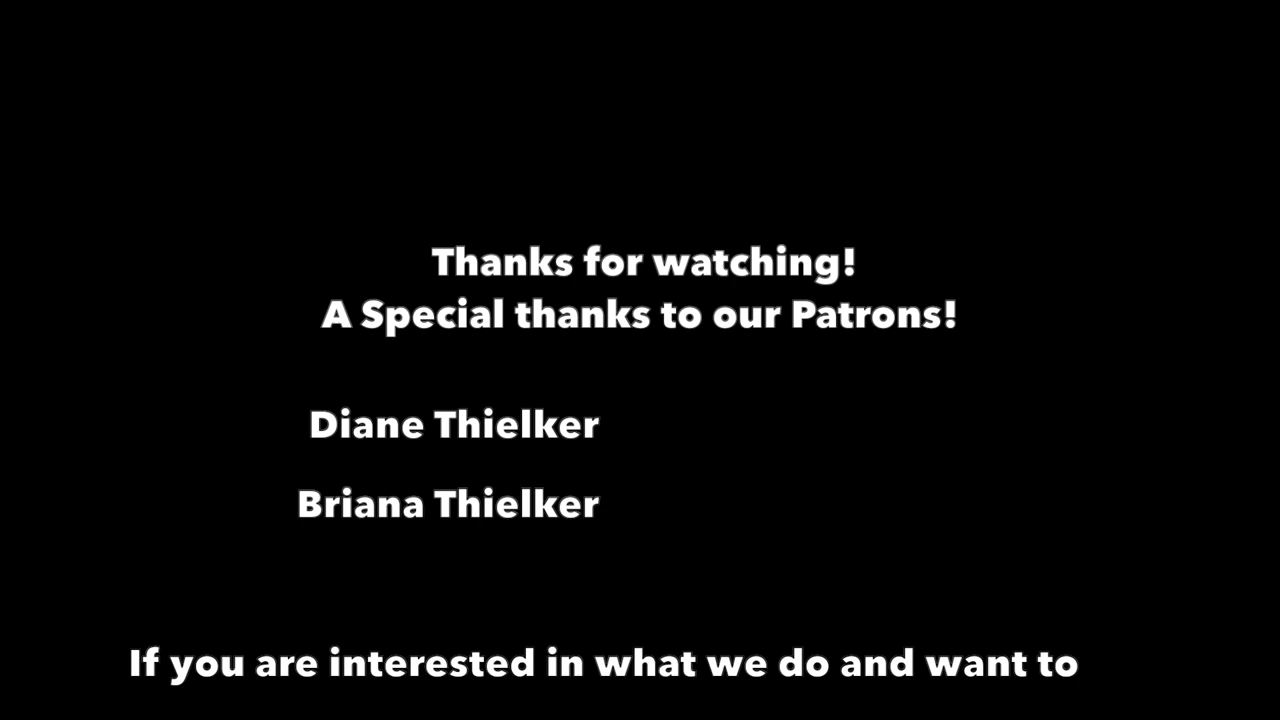 Thanks for watching!
A Special thanks to our Patrons!
Diane Thielker
Briana Thielker
If you are interested in what we do and want to